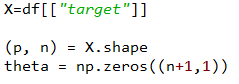 X=df[["target"]]
(p, n) = X.shape
theta = np.zeros((n+1,1))